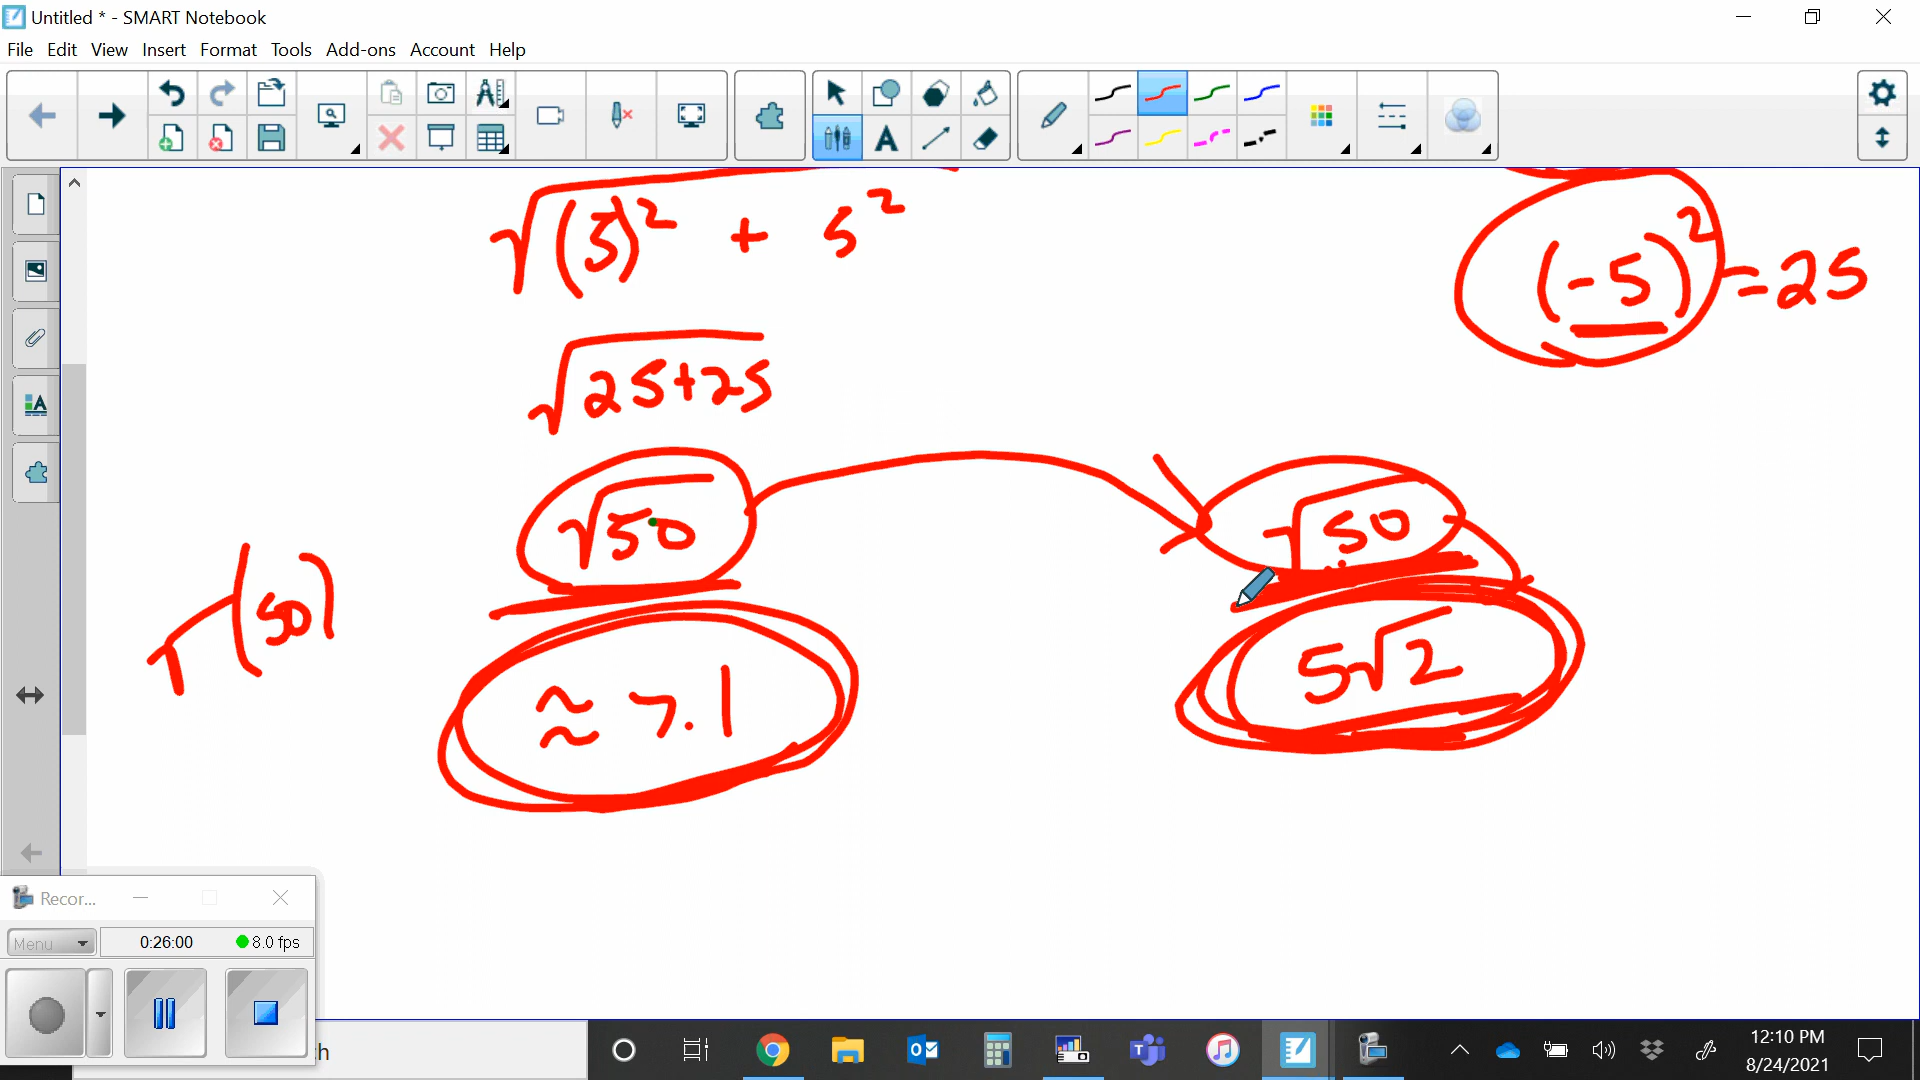 Untitled * - SMART Notebook
File Edit View Insert Format Tools Add-ons Account Help
√(5)² + 5²
(-5)² = 25
√25+25
√50
√50
√(50)
≈ 7.1
5√2
Recor...
Menu
0:26:00
8.0 fps
h
12:10 PM
8/24/2021